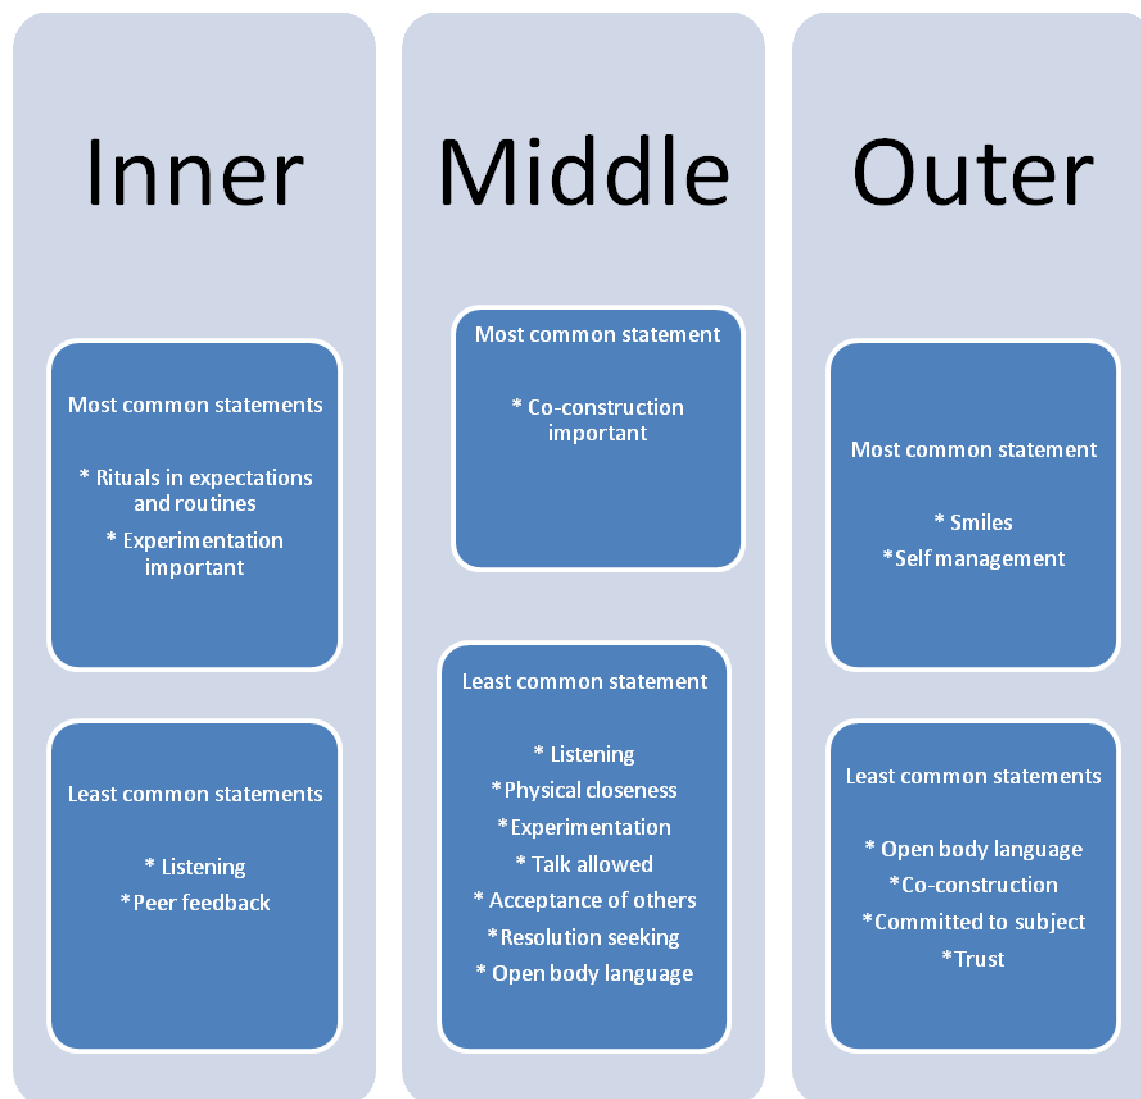 Inner
Most common statements
* Rituals in expectations
and routines
* Experimentation
important
Least common statements
* Listening
*Peer feedback
Middle
Most common statement
* Co-construction
important
Least common statement
* Listening
*Physical closeness
*Experimentation
* Talk allowed
* Acceptance of others
*Resolution seeking
* Open body language
Outer
Most common statement
* Smiles
*Self management
Least common statements
* Open body language
*Co-construction
*Committed to subject
*Trust